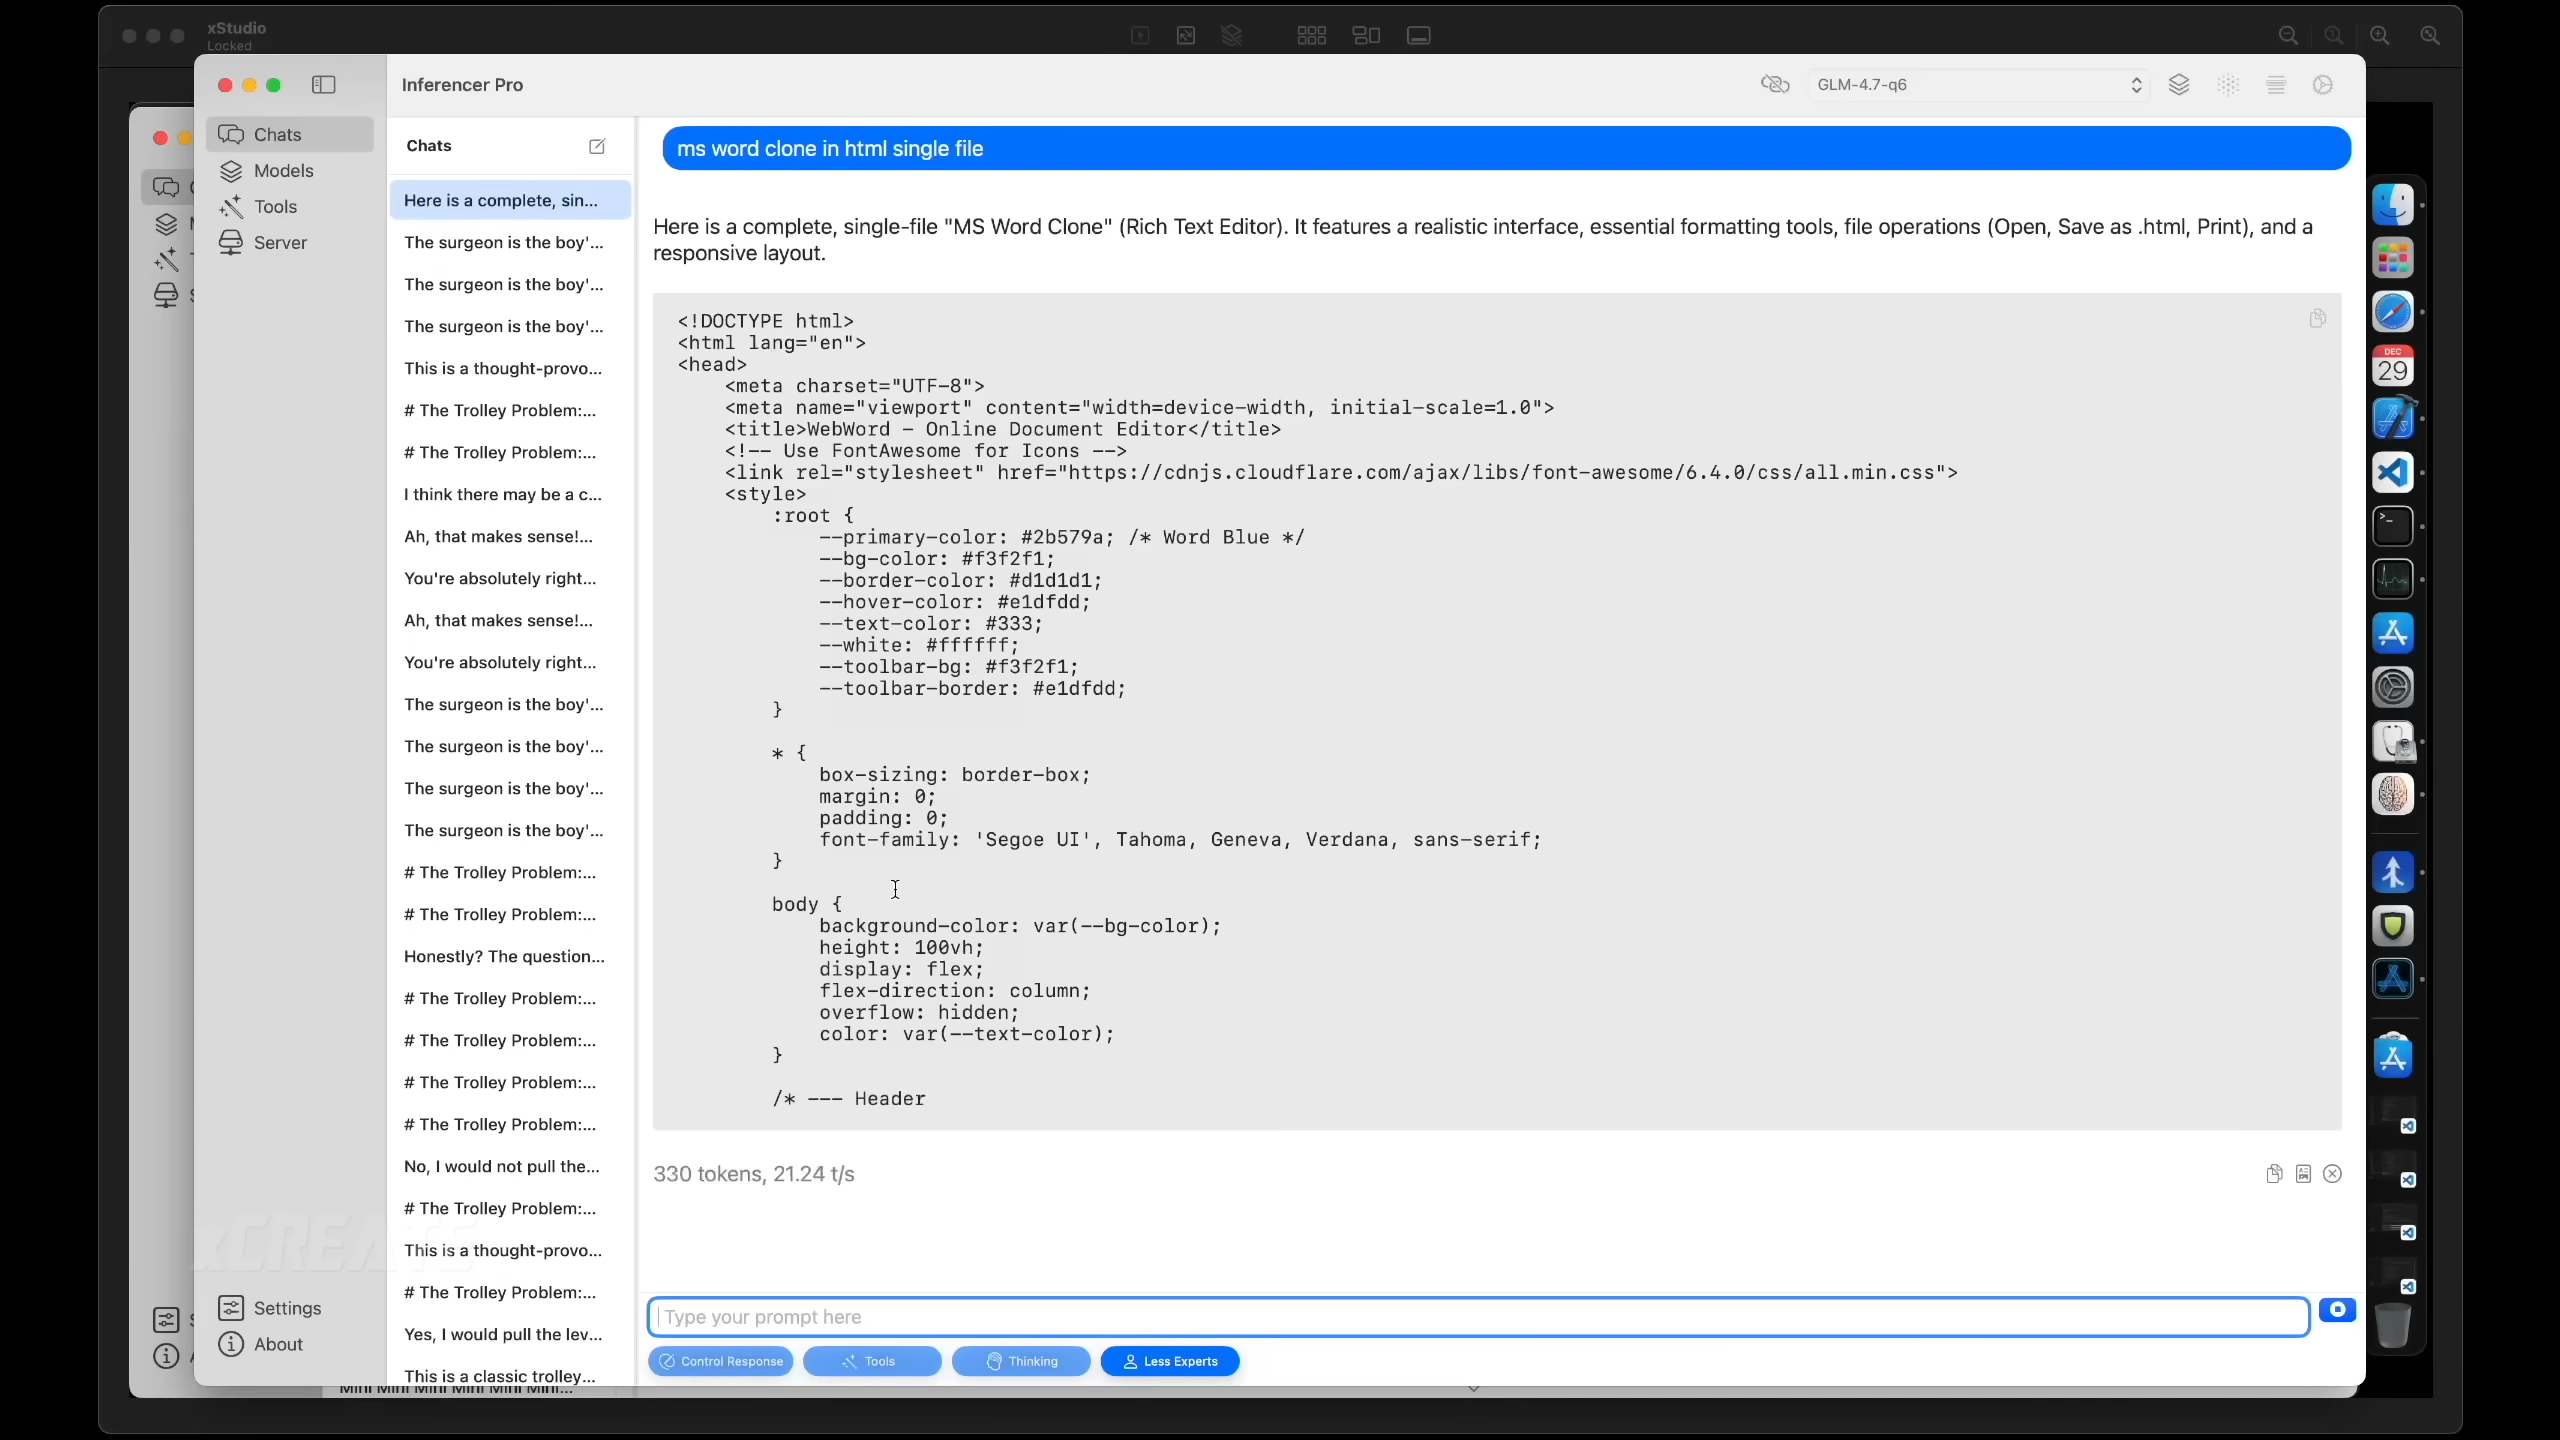 xStudio
Locked
Inferencer Pro
GLM-4.7-q6
Chats
Models
Tools
Server
Settings
About
Chats
Here is a complete, sin...
The surgeon is the boy'...
The surgeon is the boy'...
The surgeon is the boy'...
This is a thought-provo...
# The Trolley Problem:...
# The Trolley Problem:...
I think there may be a c...
Ah, that makes sense!...
You're absolutely right...
Ah, that makes sense!...
You're absolutely right...
The surgeon is the boy'...
The surgeon is the boy'...
The surgeon is the boy'...
The surgeon is the boy'...
# The Trolley Problem:...
# The Trolley Problem:...
Honestly? The question...
# The Trolley Problem:...
# The Trolley Problem:...
# The Trolley Problem:...
# The Trolley Problem:...
No, I would not pull the...
# The Trolley Problem:...
This is a thought-provo...
# The Trolley Problem:...
Yes, I would pull the lev...
This is a classic trolley...
ms word clone in html single file
Here is a complete, single-file "MS Word Clone" (Rich Text Editor). It features a realistic interface, essential formatting tools, file operations (Open, Save as .html, Print), and a
responsive layout.
<!DOCTYPE html>
<html lang="en">
<head>
    <meta charset="UTF-8">
    <meta name="viewport" content="width=device-width, initial-scale=1.0">
    <title>WebWord - Online Document Editor</title>
    <!-- Use FontAwesome for Icons -->
    <link rel="stylesheet" href="https://cdnjs.cloudflare.com/ajax/libs/font-awesome/6.4.0/css/all.min.css">
    <style>
        :root {
            --primary-color: #2b579a; /* Word Blue */
            --bg-color: #f3f2f1;
            --border-color: #d1d1d1;
            --hover-color: #e1dfdd;
            --text-color: #333;
            --white: #ffffff;
            --toolbar-bg: #f3f2f1;
            --toolbar-border: #e1dfdd;
        }
        * {
            box-sizing: border-box;
            margin: 0;
            padding: 0;
            font-family: 'Segoe UI', Tahoma, Geneva, Verdana, sans-serif;
        }
        body {
            background-color: var(--bg-color);
            height: 100vh;
            display: flex;
            flex-direction: column;
            overflow: hidden;
            color: var(--text-color);
        }
        /* --- Header
330 tokens, 21.24 t/s
Type your prompt here
Control Response
Tools
Thinking
Less Experts
DEC
29
xCREATE